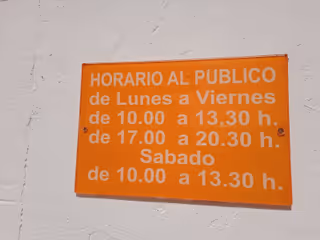 HORARIO AL PUBLICO
de Lunes a Viernes
de 10.00 a 13.30 h.
de 17.00 a 20.30 h.
Sabado
de 10.00 a 13.30 h.